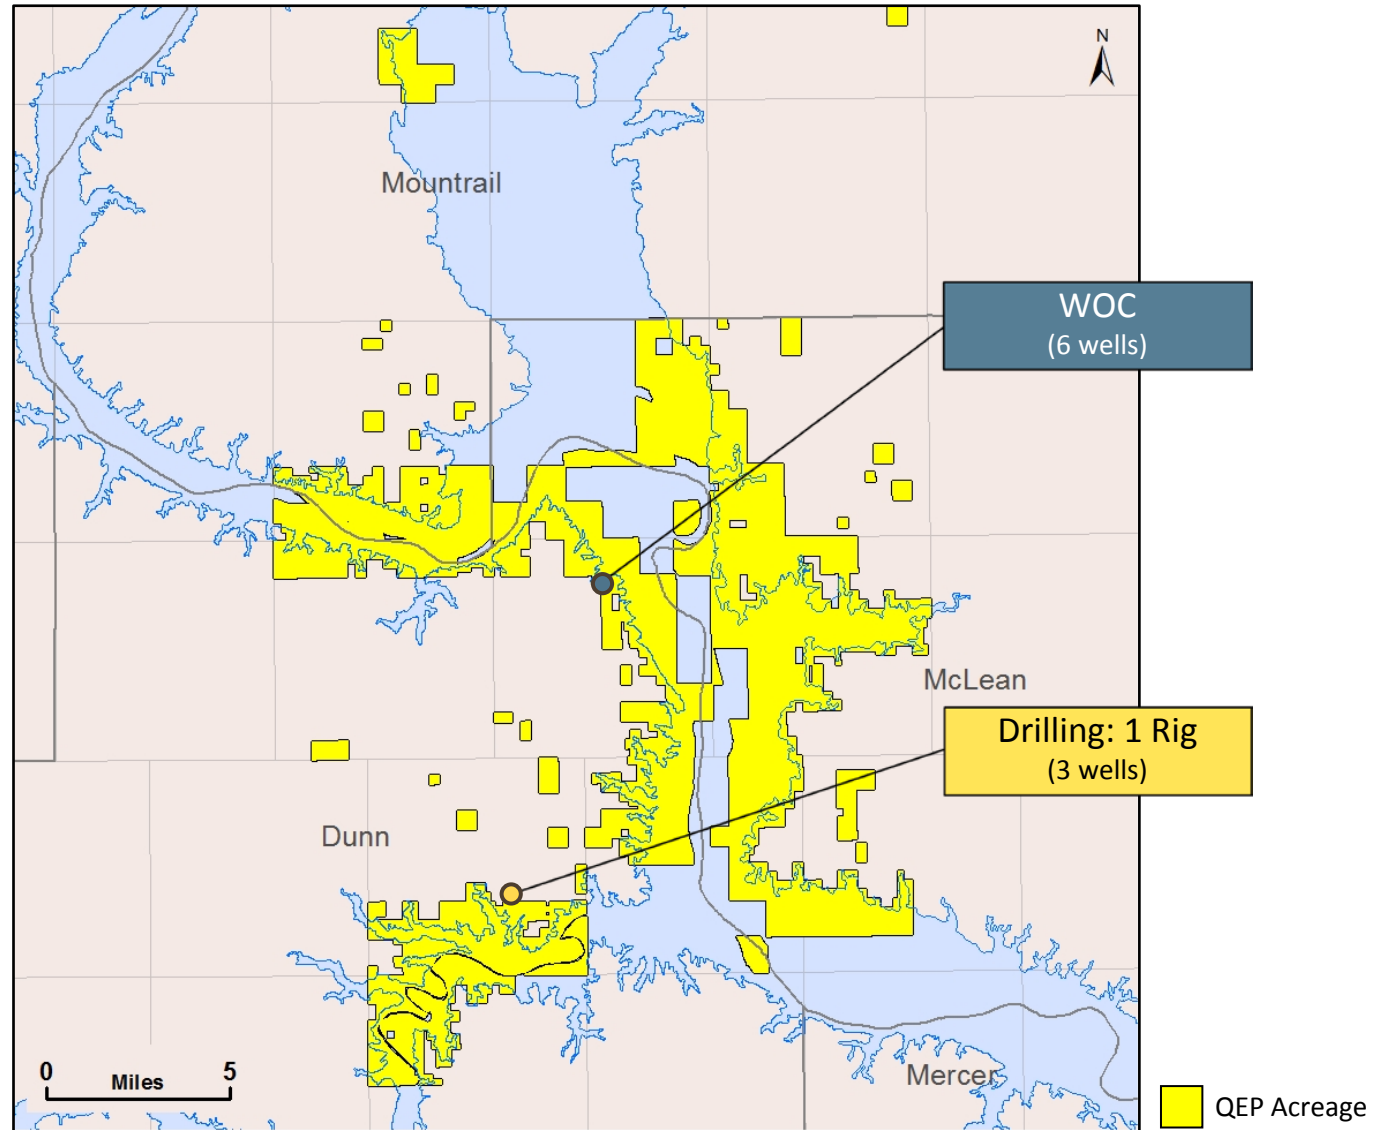 N
Mountrail
WOC
(6 wells)
McLean
Drilling: 1 Rig
(3 wells)
Dunn
0 Miles 5
Mercer
QEP Acreage